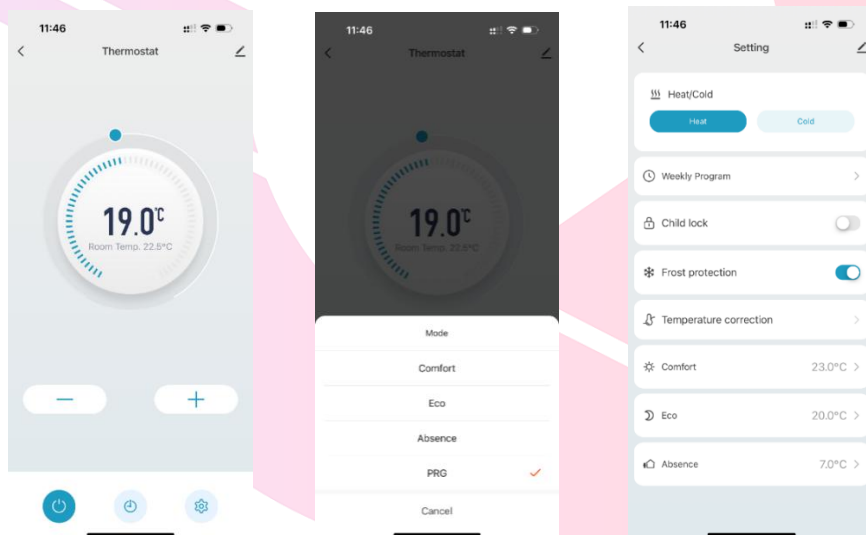 11:46
Thermostat
19.0°C
Room Temp. 22.5°C
11:46
Thermostat
19.0°C
Room Temp. 22.5°C
Mode
Comfort
Eco
Absence
PRG
Cancel
11:46
Setting
Heat/Cold
Heat Cold
Weekly Program
Child lock
Frost protection
Temperature correction
Comfort 23.0°C
Eco 20.0°C
Absence 7.0°C